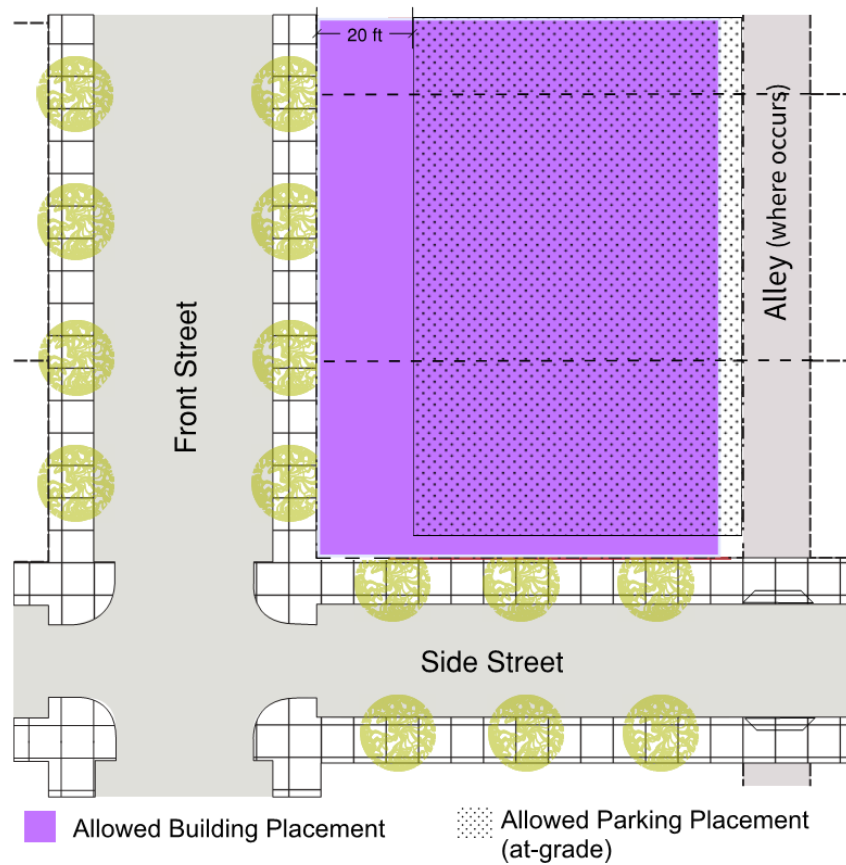 20 ft
Front Street
Alley (where occurs)
Side Street
Allowed Building Placement
Allowed Parking Placement
(at-grade)